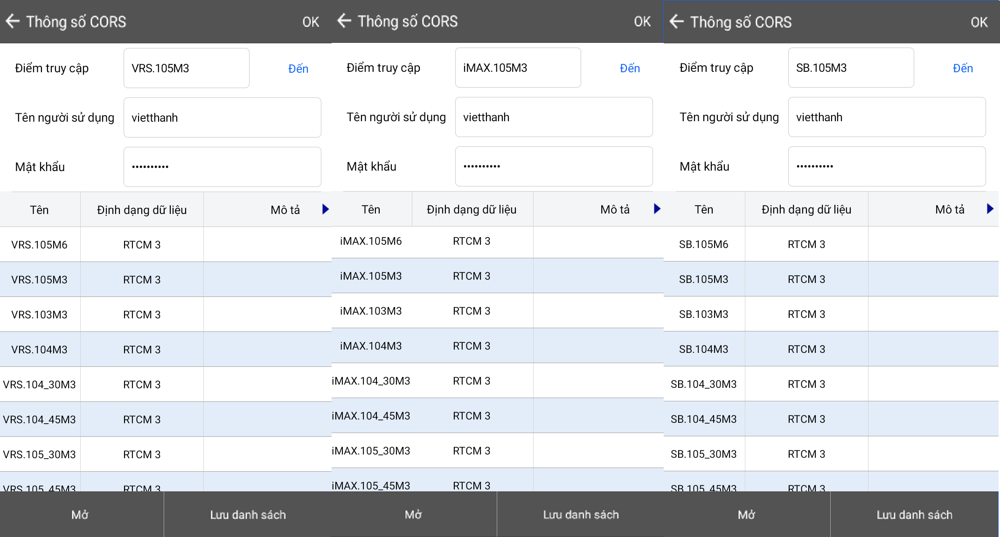 Thông số CORS
OK
Điểm truy cập
VRS.105M3
Đến
Tên người sử dụng
vietthanh
Mật khẩu
••••••••••
Tên Định dạng dữ liệu Mô tả
VRS.105M6 RTCM 3
VRS.105M3 RTCM 3
VRS.103M3 RTCM 3
VRS.104M3 RTCM 3
VRS.104_30M3 RTCM 3
VRS.104_45M3 RTCM 3
VRS.105_30M3 RTCM 3
VRS.105_45M3 RTCM 3
Mở
Lưu danh sách
Thông số CORS
OK
Điểm truy cập
iMAX.105M3
Đến
Tên người sử dụng
vietthanh
Mật khẩu
••••••••••
Tên Định dạng dữ liệu Mô tả
iMAX.105M6 RTCM 3
iMAX.105M3 RTCM 3
iMAX.103M3 RTCM 3
iMAX.104M3 RTCM 3
iMAX.104_30M3 RTCM 3
iMAX.104_45M3 RTCM 3
iMAX.105_30M3 RTCM 3
iMAX.105_45M3 RTCM 3
Mở
Lưu danh sách
Thông số CORS
OK
Điểm truy cập
SB.105M3
Đến
Tên người sử dụng
vietthanh
Mật khẩu
••••••••••
Tên Định dạng dữ liệu Mô tả
SB.105M6 RTCM 3
SB.105M3 RTCM 3
SB.103M3 RTCM 3
SB.104M3 RTCM 3
SB.104_30M3 RTCM 3
SB.104_45M3 RTCM 3
SB.105_30M3 RTCM 3
SB.105_45M3 RTCM 3
Mở
Lưu danh sách